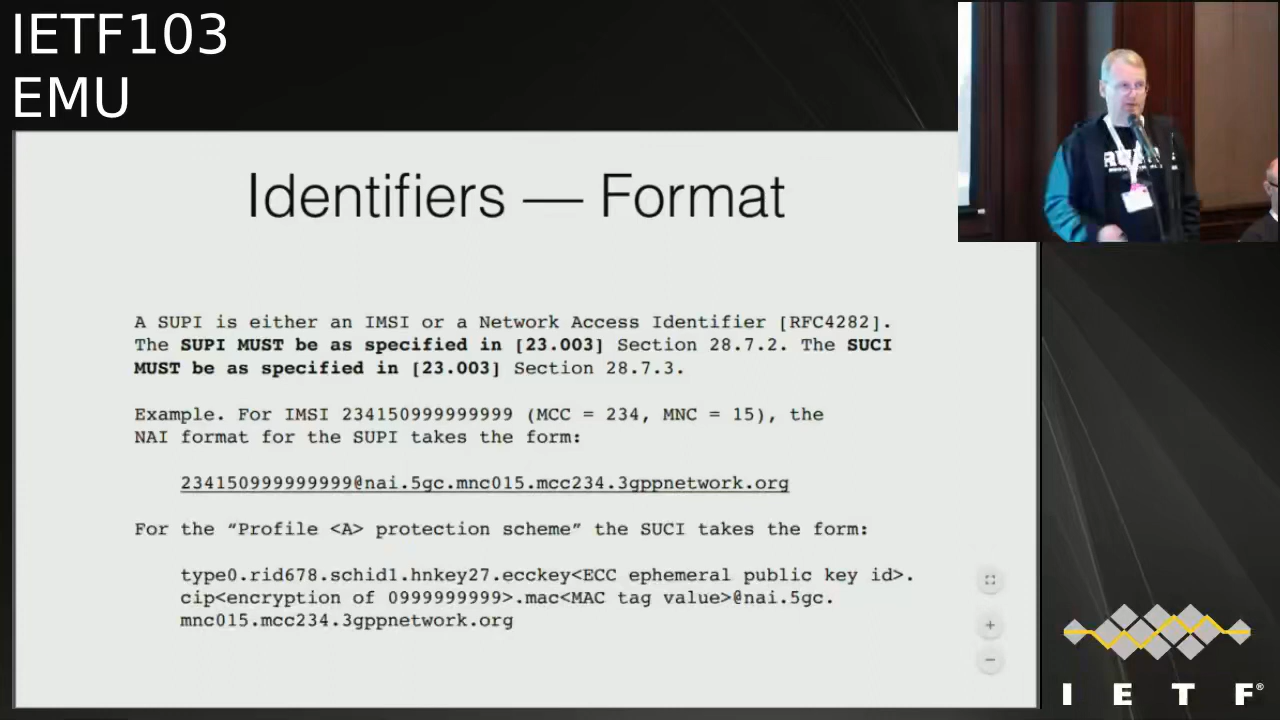 IETF103
EMU
Identifiers — Format
A SUPI is either an IMSI or a Network Access Identifier [RFC4282].
The SUPI MUST be as specified in [23.003] Section 28.7.2. The SUCI
MUST be as specified in [23.003] Section 28.7.3.
Example. For IMSI 234150999999999 (MCC = 234, MNC = 15), the
NAI format for the SUPI takes the form:
234150999999999@nai.5gc.mnc015.mcc234.3gppnetwork.org
For the “Profile <A> protection scheme” the SUCI takes the form:
type0.rid678.schid1.hnkey27.ecckey<ECC ephemeral public key id>.
cip<encryption of 0999999999>.mac<MAC tag value>@nai.5gc.
mnc015.mcc234.3gppnetwork.org
I E T F®